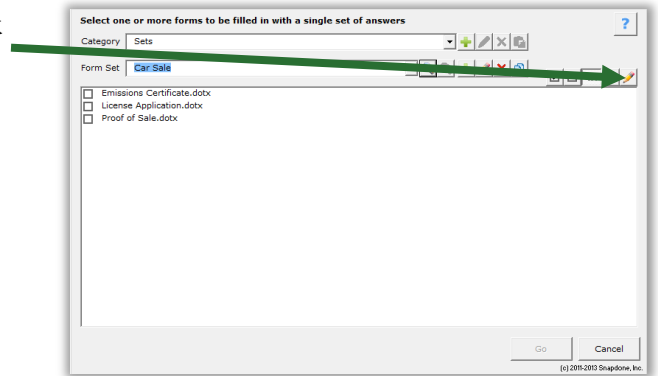 Select one or more forms to be filled in with a single set of answers
?
Category Sets
Form Set Car Sale
Emissions Certificate.dotx
License Application.dotx
Proof of Sale.dotx
Go Cancel
(c) 2011-2013 Snapdone, Inc.